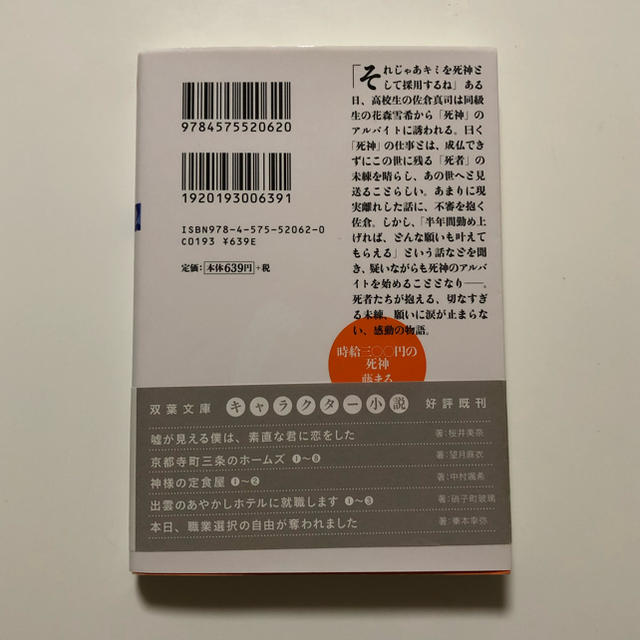 「それじゃあキミを死神と
して採用するね」ある
日、高校生の佐倉真司は同級
生の花森雪希から「死神」の
アルバイトに誘われる。曰く
「死神」の仕事とは、成仏でき
ずにこの世に残る「死者」の
未練を晴らし、あの世へと見
送ることらしい。あまりに現
実離れした話に、不審を抱く
佐倉。しかし、「半年間勤め上
げれば、どんな願いも叶えて
もらえる」という話などを聞
き、疑いながらも死神のアルバ
イトを始めることとなり──。
死者たちが抱える、切なすぎ
る未練、願いに涙が止まらな
い、感動の物語。
9784575520620
1920193006391
ISBN978-4-575-52062-0
C0193 ¥639E
定価：本体639円+税
時給三〇〇円の
死神
藤まる
双葉文庫 キャラクター小説 好評既刊
嘘が見える僕は、素直な君に恋をした 著：桜井美奈
京都寺町三条のホームズ 1〜8 著：望月麻衣
神様の定食屋 1〜2 著：中村颯希
出雲のあやかしホテルに就職します 1〜3 著：硝子町玻璃
本日、職業選択の自由が奪われました 著：秦本幸弥